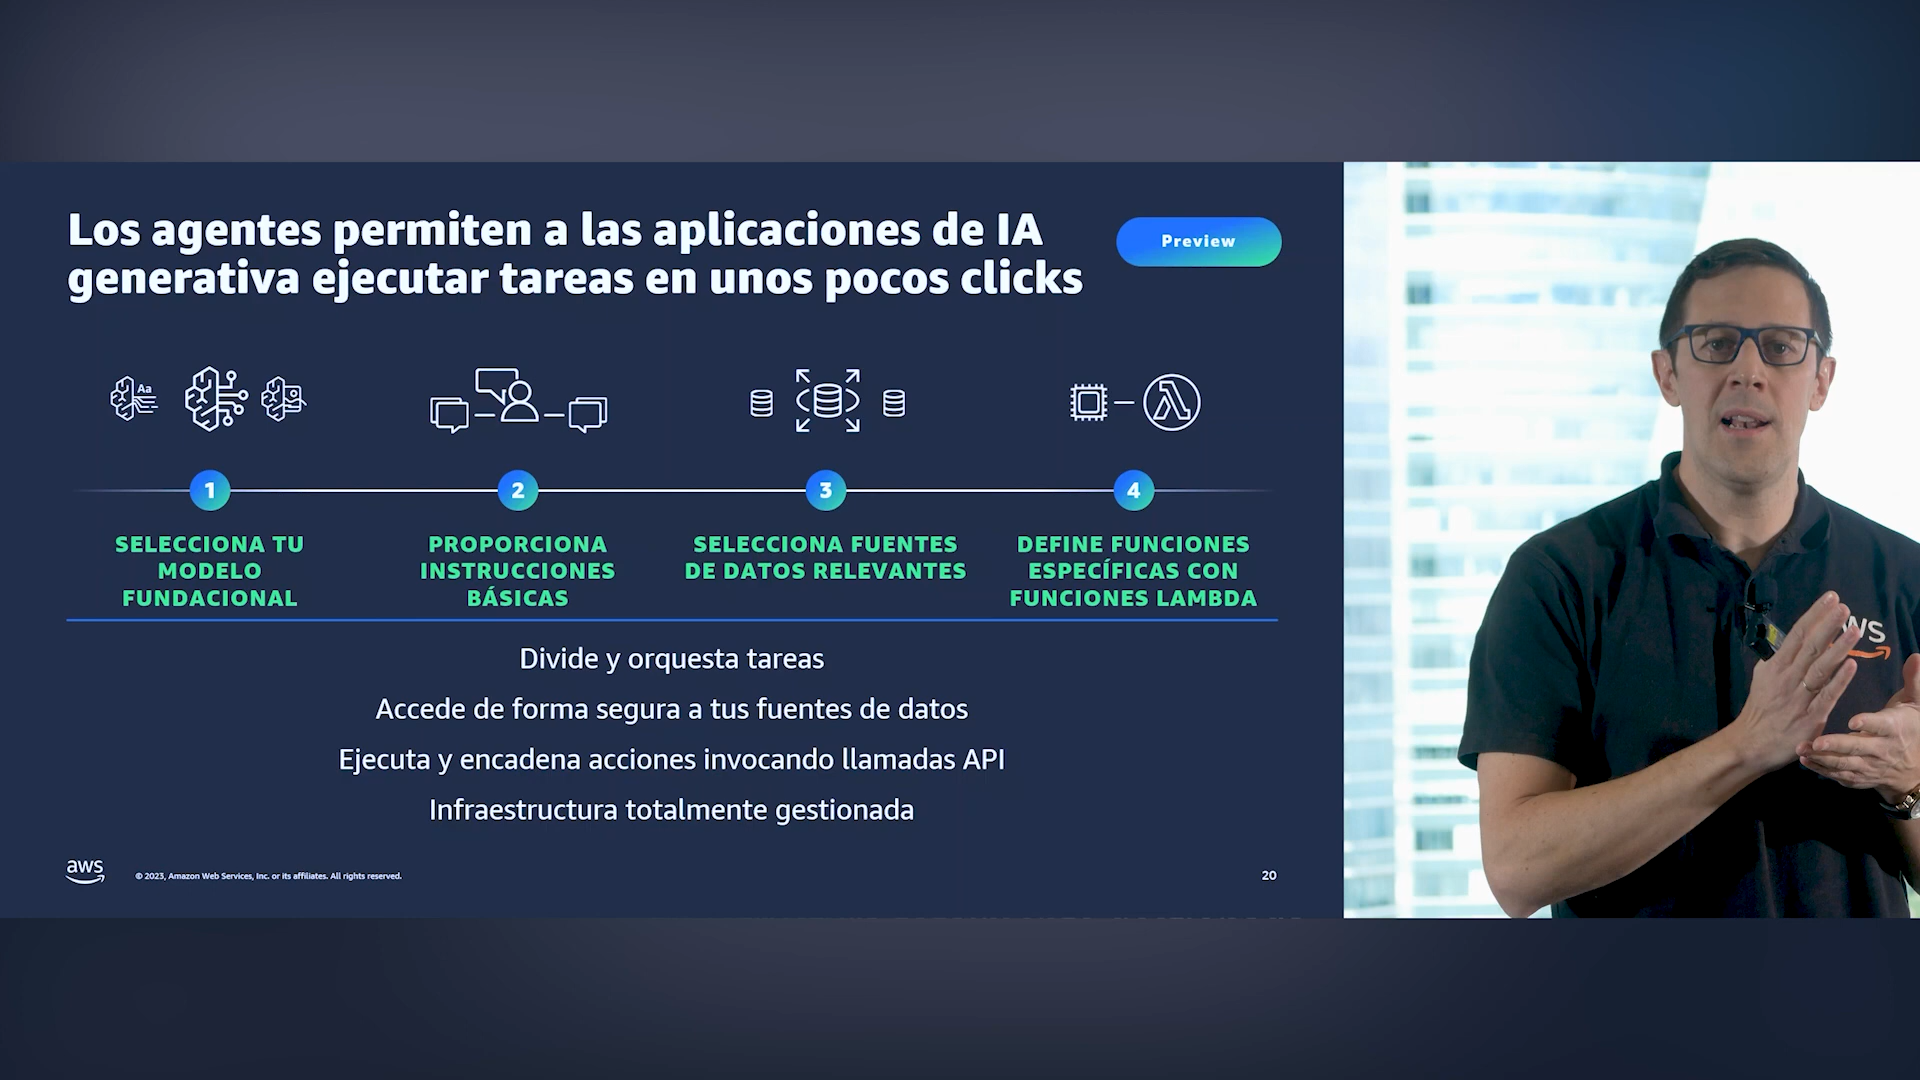 Los agentes permiten a las aplicaciones de IA
generativa ejecutar tareas en unos pocos clicks
Preview
Aa
1
2
3
4
SELECCIONA TU
MODELO
FUNDACIONAL
PROPORCIONA
INSTRUCCIONES
BÁSICAS
SELECCIONA FUENTES
DE DATOS RELEVANTES
DEFINE FUNCIONES
ESPECÍFICAS CON
FUNCIONES LAMBDA
Divide y orquesta tareas
Accede de forma segura a tus fuentes de datos
Ejecuta y encadena acciones invocando llamadas API
Infraestructura totalmente gestionada
aws
© 2023, Amazon Web Services, Inc. or its affiliates. All rights reserved.
20